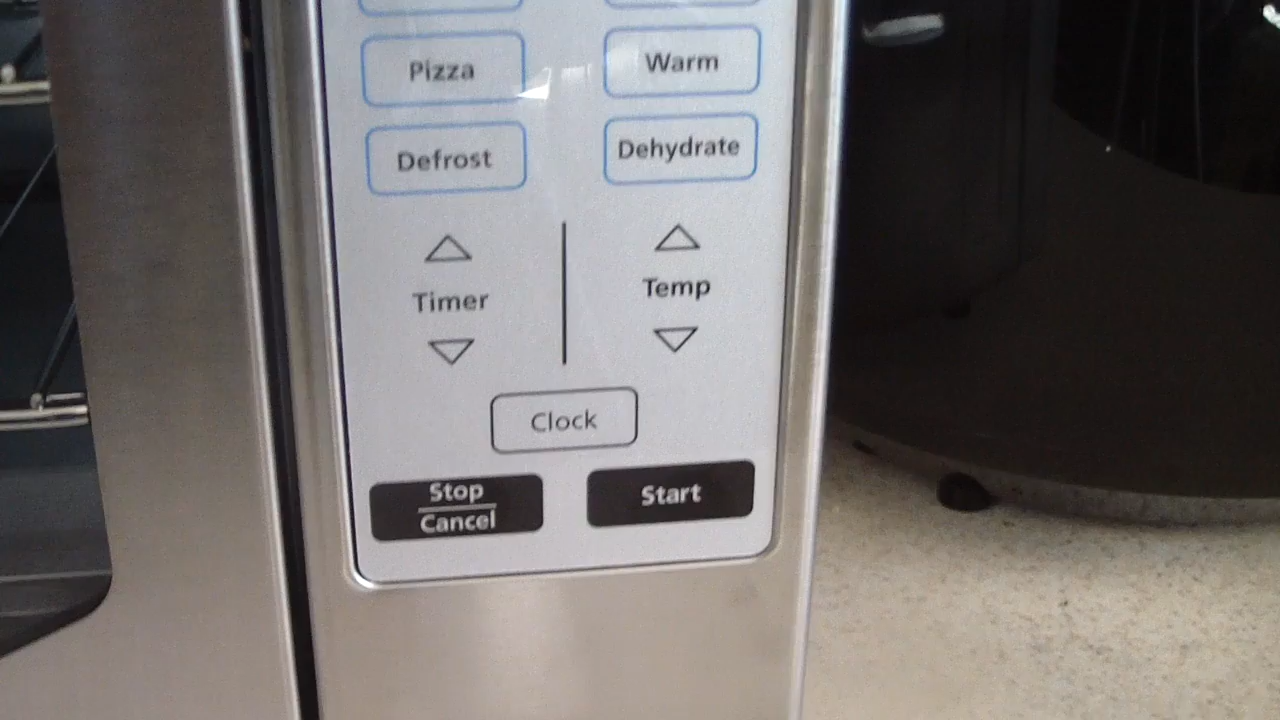 Pizza
Warm
Defrost
Dehydrate
Timer
Temp
Clock
Stop
Cancel
Start